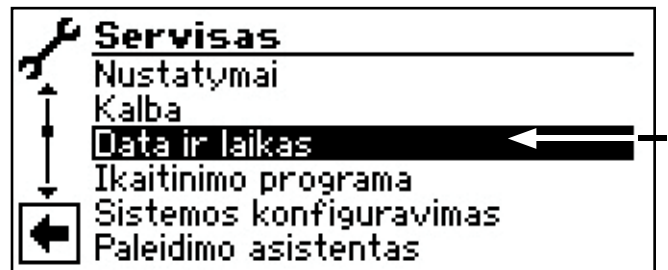 Servisas
Nustatymai
Kalba
Data ir laikas
Ikaitinimo programa
Sistemos konfiguravimas
Paleidimo asistentas